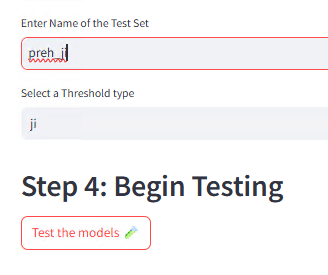 Enter Name of the Test Set
preh_ji
Select a Threshold type
ji
Step 4: Begin Testing
Test the models 🧪